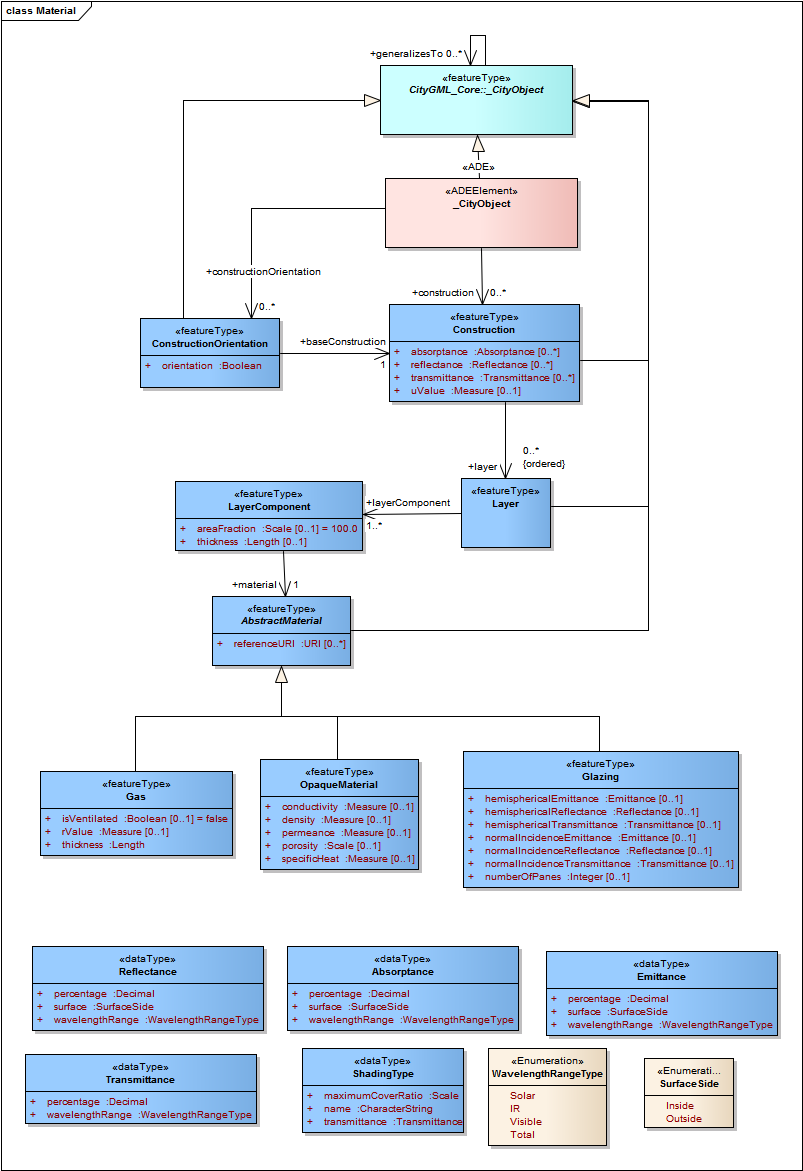 class Material
+generalizesTo 0..*
«featureType»
CityGML_Core::_CityObject
«ADE»
«ADEElement»
_CityObject
+constructionOrientation
0..*
+construction 0..*
«featureType»
ConstructionOrientation
+ orientation :Boolean
+baseConstruction
1
«featureType»
Construction
+ absorptance :Absorptance [0..*]
+ reflectance :Reflectance [0..*]
+ transmittance :Transmittance [0..*]
+ uValue :Measure [0..1]
0..*
{ordered}
+layer
«featureType»
Layer
+layerComponent
1..*
«featureType»
LayerComponent
+ areaFraction :Scale [0..1] = 100.0
+ thickness :Length [0..1]
+material 1
«featureType»
AbstractMaterial
+ referenceURI :URI [0..*]
«featureType»
Gas
+ isVentilated :Boolean [0..1] = false
+ rValue :Measure [0..1]
+ thickness :Length
«featureType»
OpaqueMaterial
+ conductivity :Measure [0..1]
+ density :Measure [0..1]
+ permeance :Measure [0..1]
+ porosity :Scale [0..1]
+ specificHeat :Measure [0..1]
«featureType»
Glazing
+ hemisphericalEmittance :Emittance [0..1]
+ hemisphericalReflectance :Reflectance [0..1]
+ hemisphericalTransmittance :Transmittance [0..1]
+ normalIncidenceEmittance :Emittance [0..1]
+ normalIncidenceReflectance :Reflectance [0..1]
+ normalIncidenceTransmittance :Transmittance [0..1]
+ numberOfPanes :Integer [0..1]
«dataType»
Reflectance
+ percentage :Decimal
+ surface :SurfaceSide
+ wavelengthRange :WavelengthRangeType
«dataType»
Absorptance
+ percentage :Decimal
+ surface :SurfaceSide
+ wavelengthRange :WavelengthRangeType
«dataType»
Emittance
+ percentage :Decimal
+ surface :SurfaceSide
+ wavelengthRange :WavelengthRangeType
«dataType»
Transmittance
+ percentage :Decimal
+ wavelengthRange :WavelengthRangeType
«dataType»
ShadingType
+ maximumCoverRatio :Scale
+ name :CharacterString
+ transmittance :Transmittance
«Enumeration»
WavelengthRangeType
Solar
IR
Visible
Total
«Enumerati...
SurfaceSide
Inside
Outside